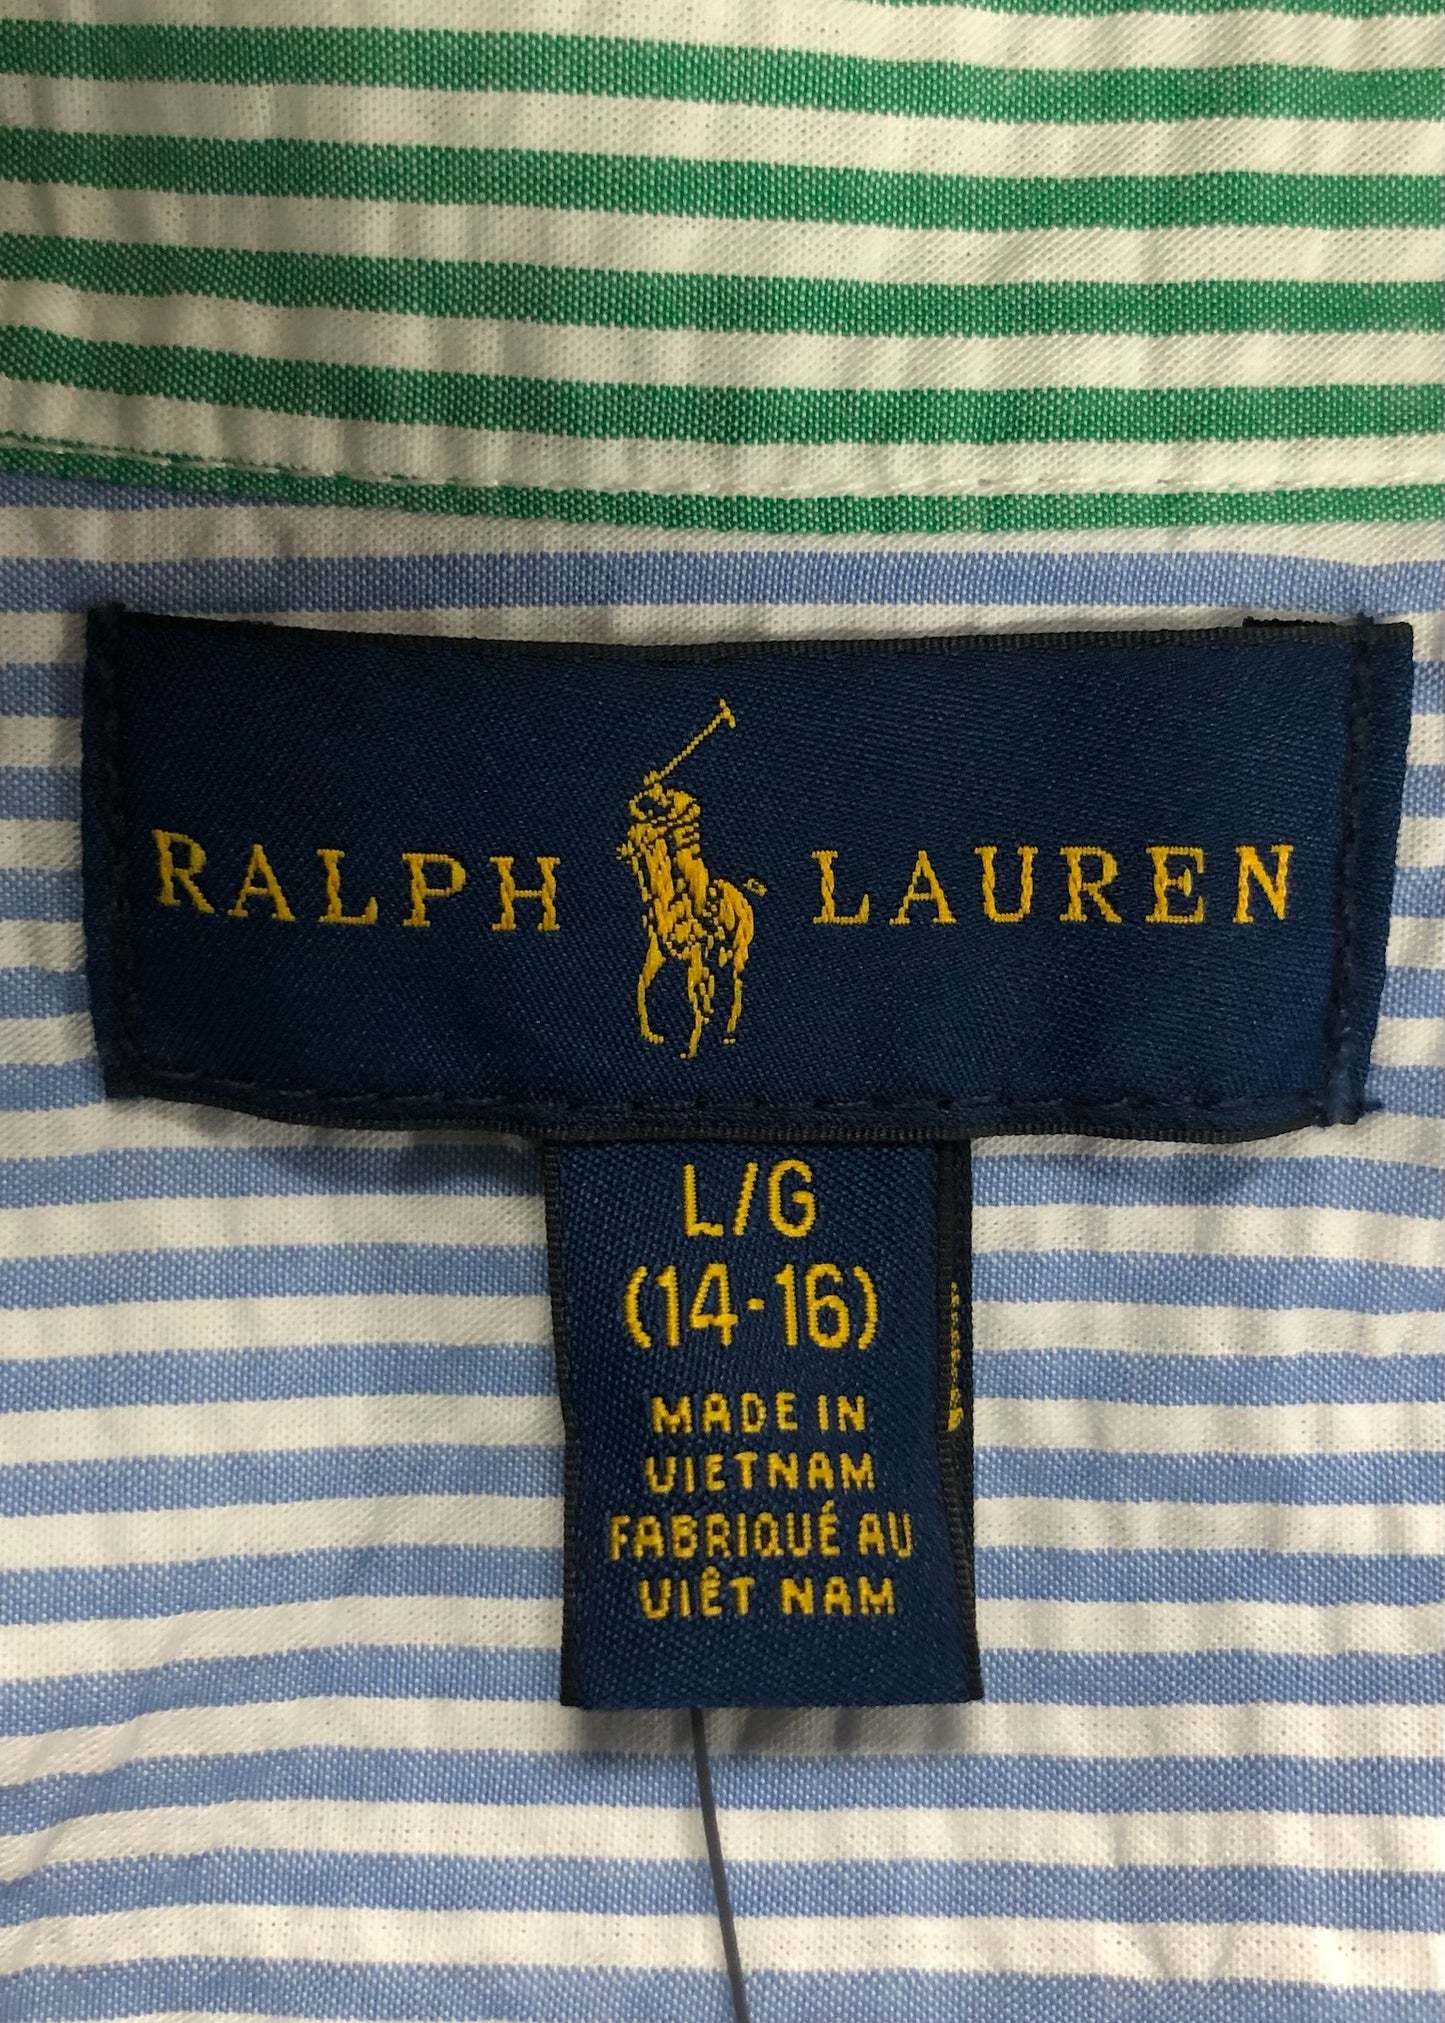 RALPH LAUREN
L/G
(14-16)
MADE IN
VIETNAM
FABRIQUÉ AU
VIÊT NAM